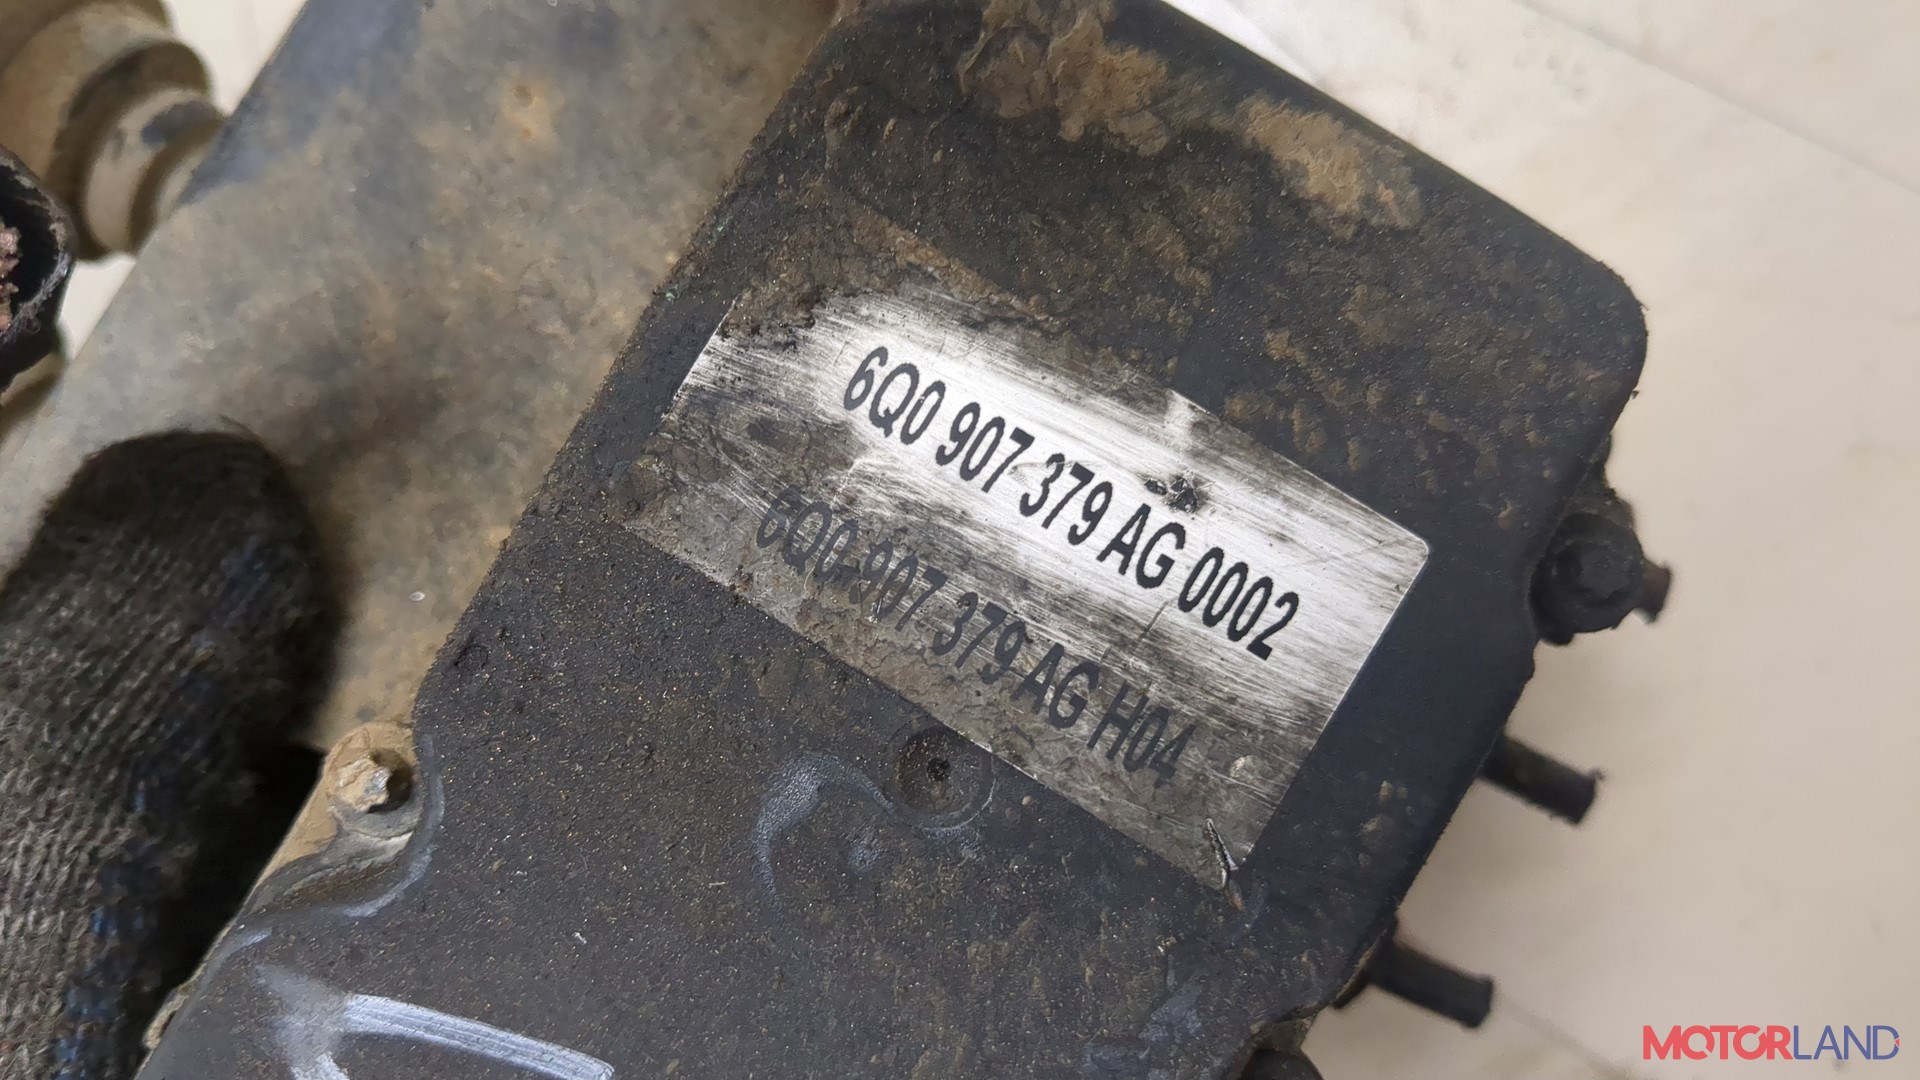 6Q0 907 379 AG 0002
6Q0 907 379 AG H04
MOTORLAND